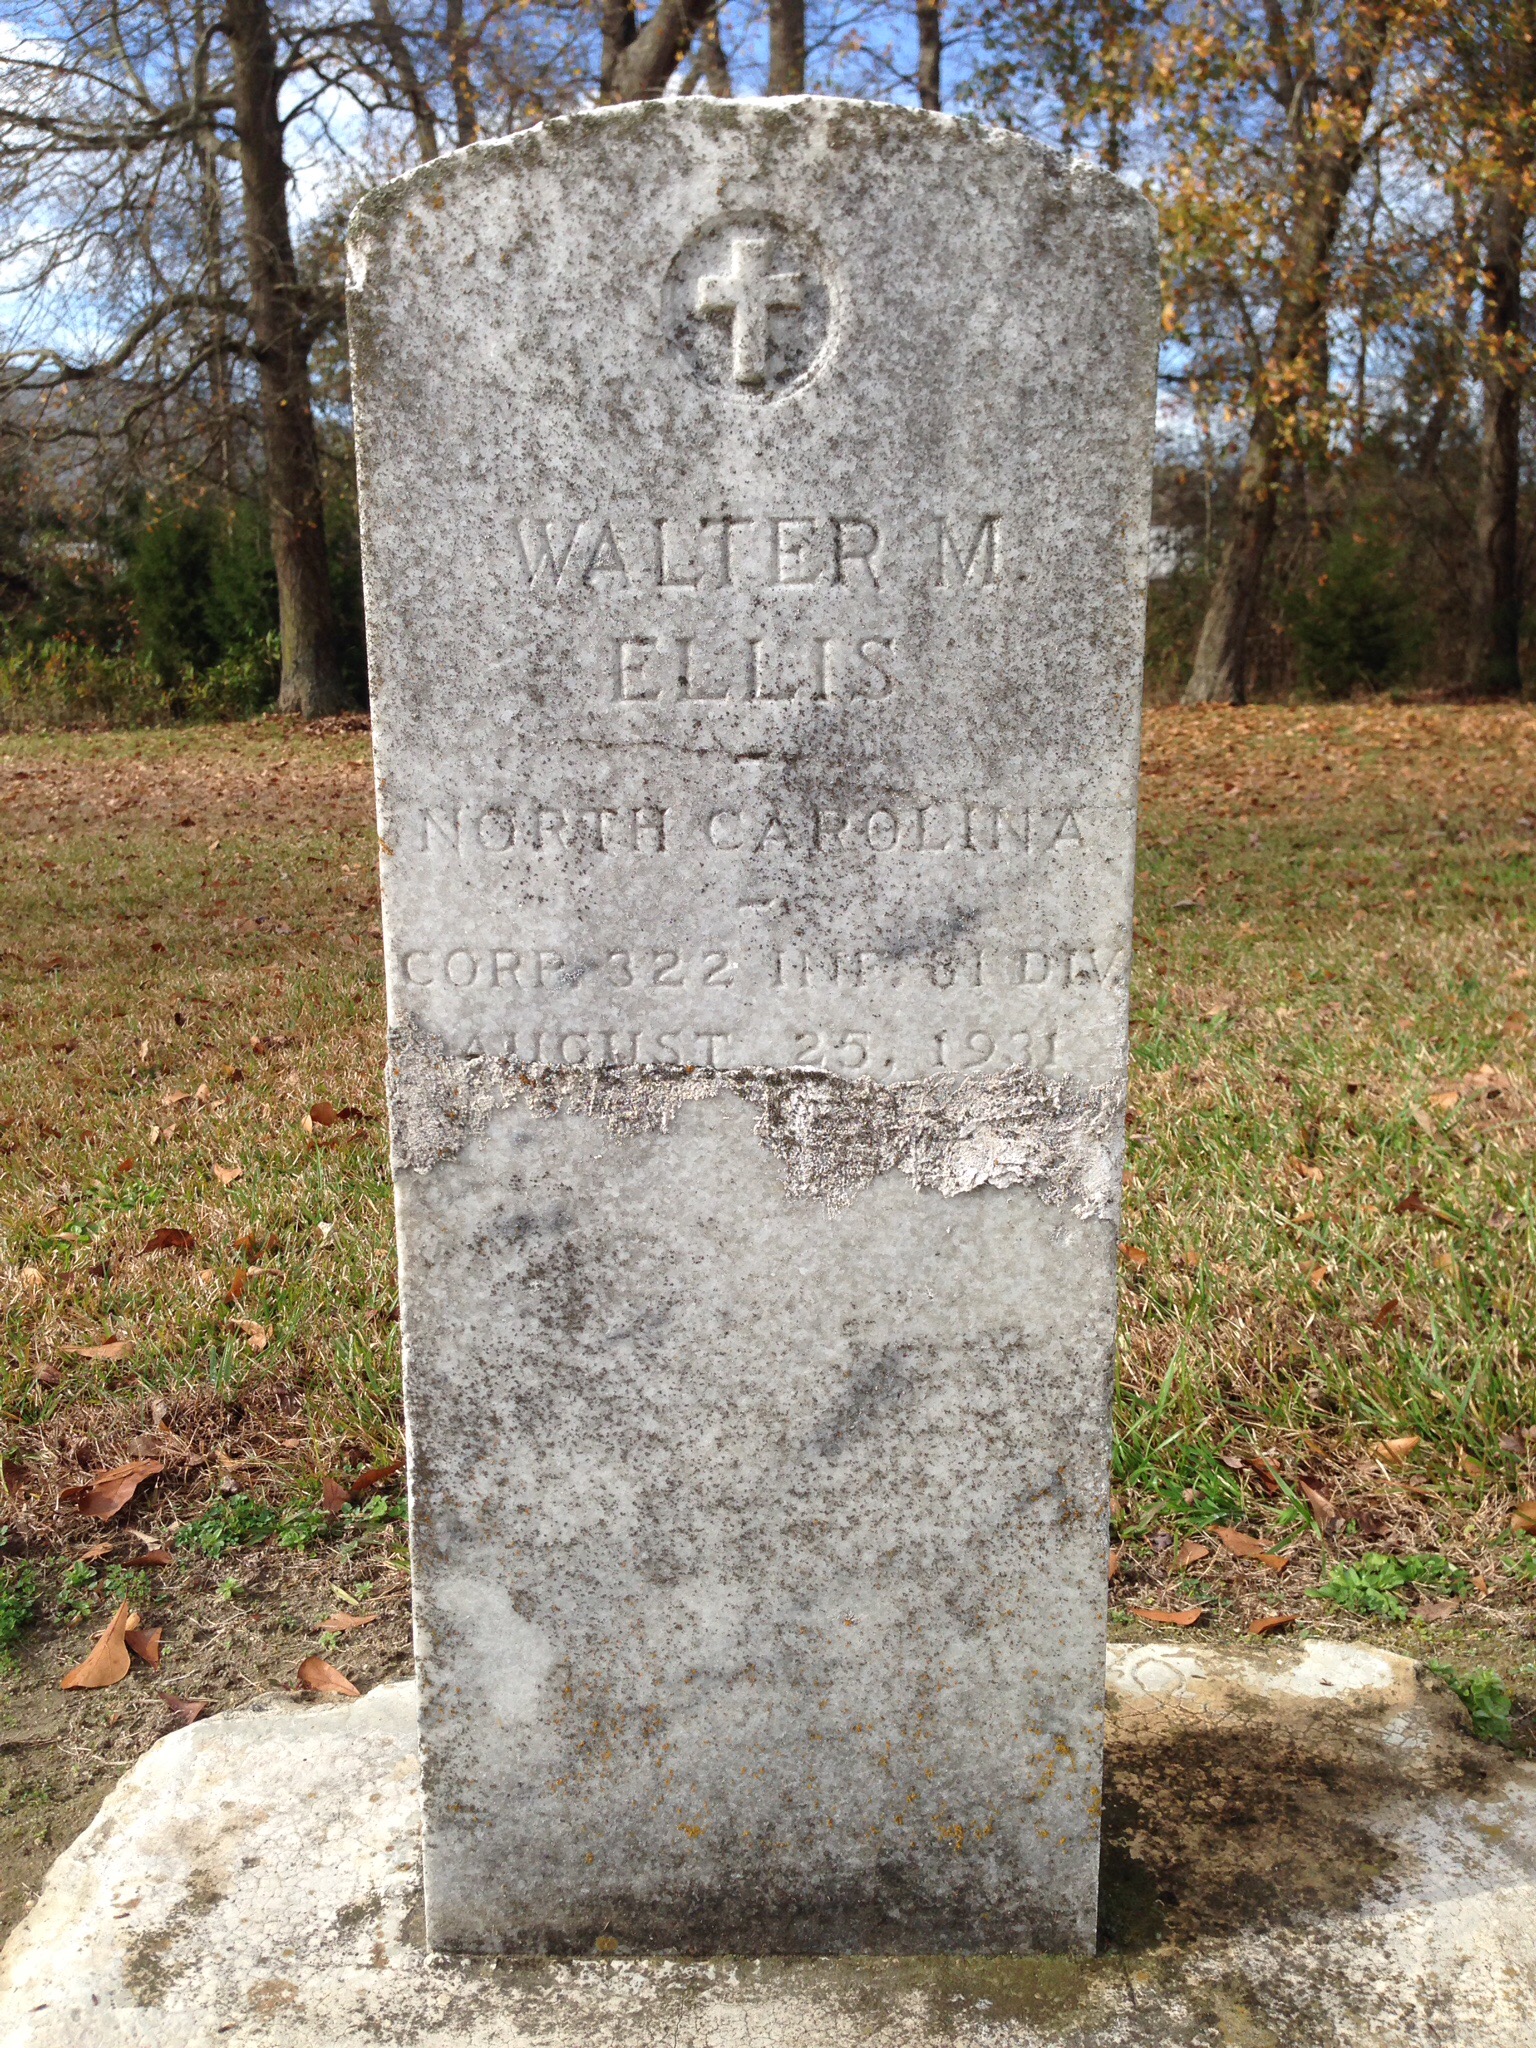 WALTER M.
ELLIS
NORTH CAROLINA
CORP. 322 INF. 81 DIV.
AUGUST 25, 1931